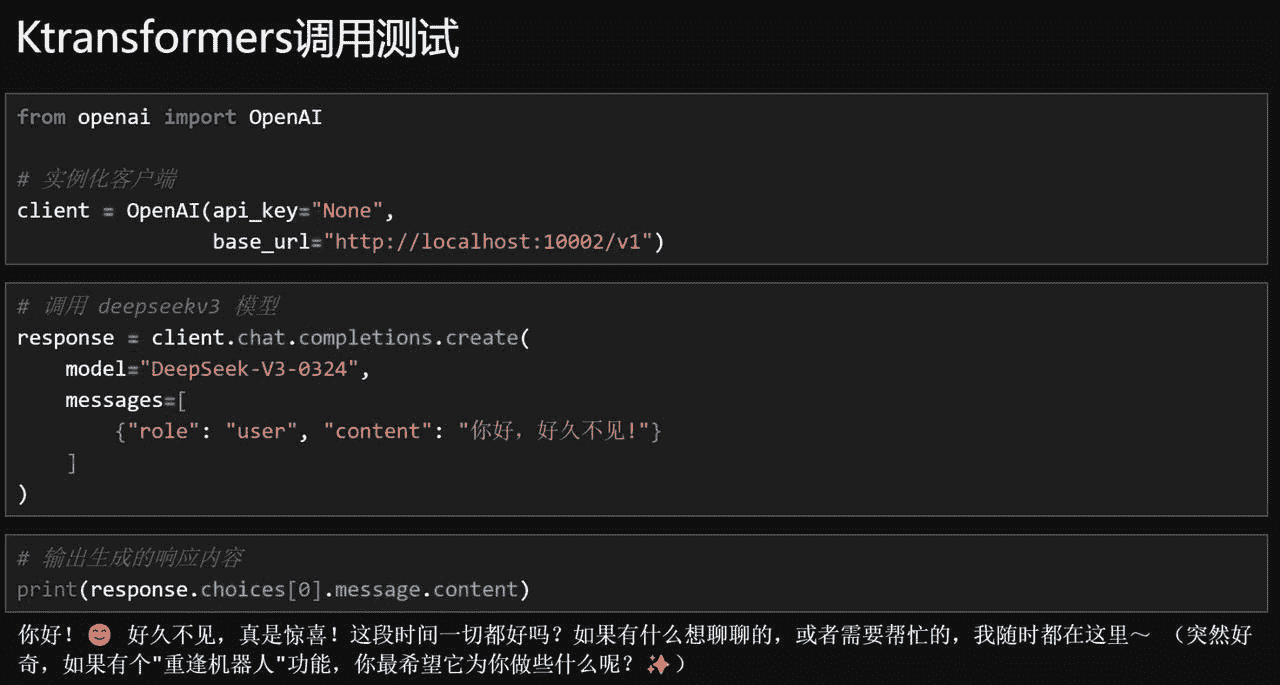 Ktransformers调用测试
from openai import OpenAI
# 实例化客户端
client = OpenAI(api_key="None",
                base_url="http://localhost:10002/v1")
# 调用 deepseekv3 模型
response = client.chat.completions.create(
    model="DeepSeek-V3-0324",
    messages=[
        {"role": "user", "content": "你好，好久不见!"}
    ]
)
# 输出生成的响应内容
print(response.choices[0].message.content)
你好！😊 好久不见，真是惊喜！这段时间一切都好吗？如果有什么想聊聊的，或者需要帮忙的，我随时都在这里～ （突然好
奇，如果有个"重逢机器人"功能，你最希望它为你做些什么呢？✨）